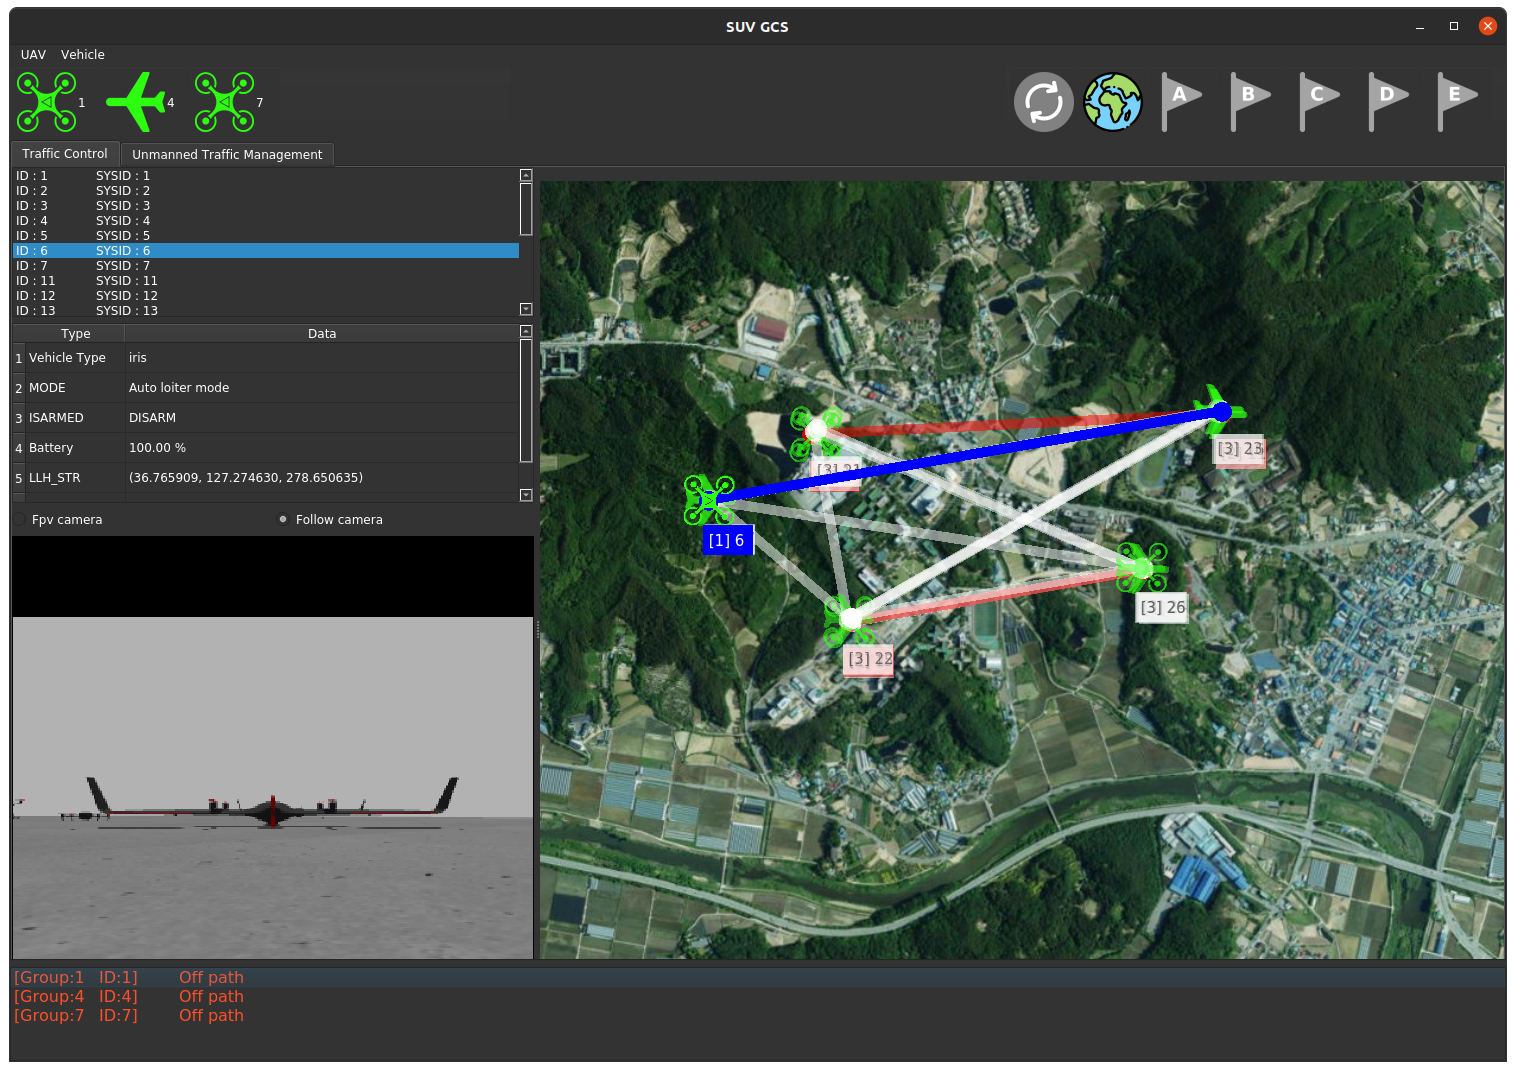 SUV GCS
UAV Vehicle
1 4 7 A B C D E
Traffic Control Unmanned Traffic Management
ID : 1 SYSID : 1
ID : 2 SYSID : 2
ID : 3 SYSID : 3
ID : 4 SYSID : 4
ID : 5 SYSID : 5
ID : 6 SYSID : 6
ID : 7 SYSID : 7
ID : 11 SYSID : 11
ID : 12 SYSID : 12
ID : 13 SYSID : 13
Type Data
1 Vehicle Type iris
2 MODE Auto loiter mode
3 ISARMED DISARM
4 Battery 100.00 %
5 LLH_STR (36.765909, 127.274630, 278.650635)
Fpv camera Follow camera
[3] 23
[3]
[1] 6
[3] 26
[3] 22
[Group:1 ID:1] Off path
[Group:4 ID:4] Off path
[Group:7 ID:7] Off path